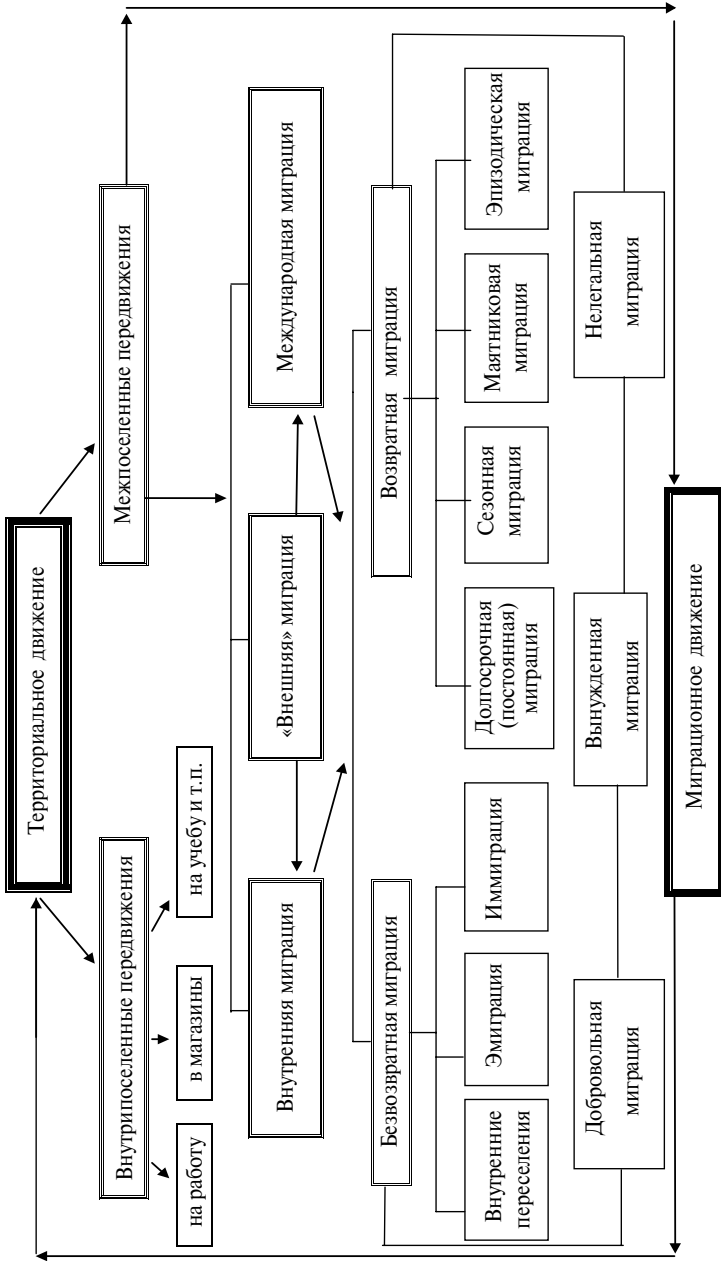 Территориальное движение
Внутрипоселенные передвижения
Межпоселенные передвижения
на работу
в магазины
на учебу и т.п.
Внутренняя миграция
«Внешняя» миграция
Международная миграция
Безвозвратная миграция
Возвратная миграция
Внутренние
переселения
Эмиграция
Иммиграция
Долгосрочная
(постоянная)
миграция
Сезонная
миграция
Маятниковая
миграция
Эпизодическая
миграция
Добровольная
миграция
Вынужденная
миграция
Нелегальная
миграция
Миграционное движение